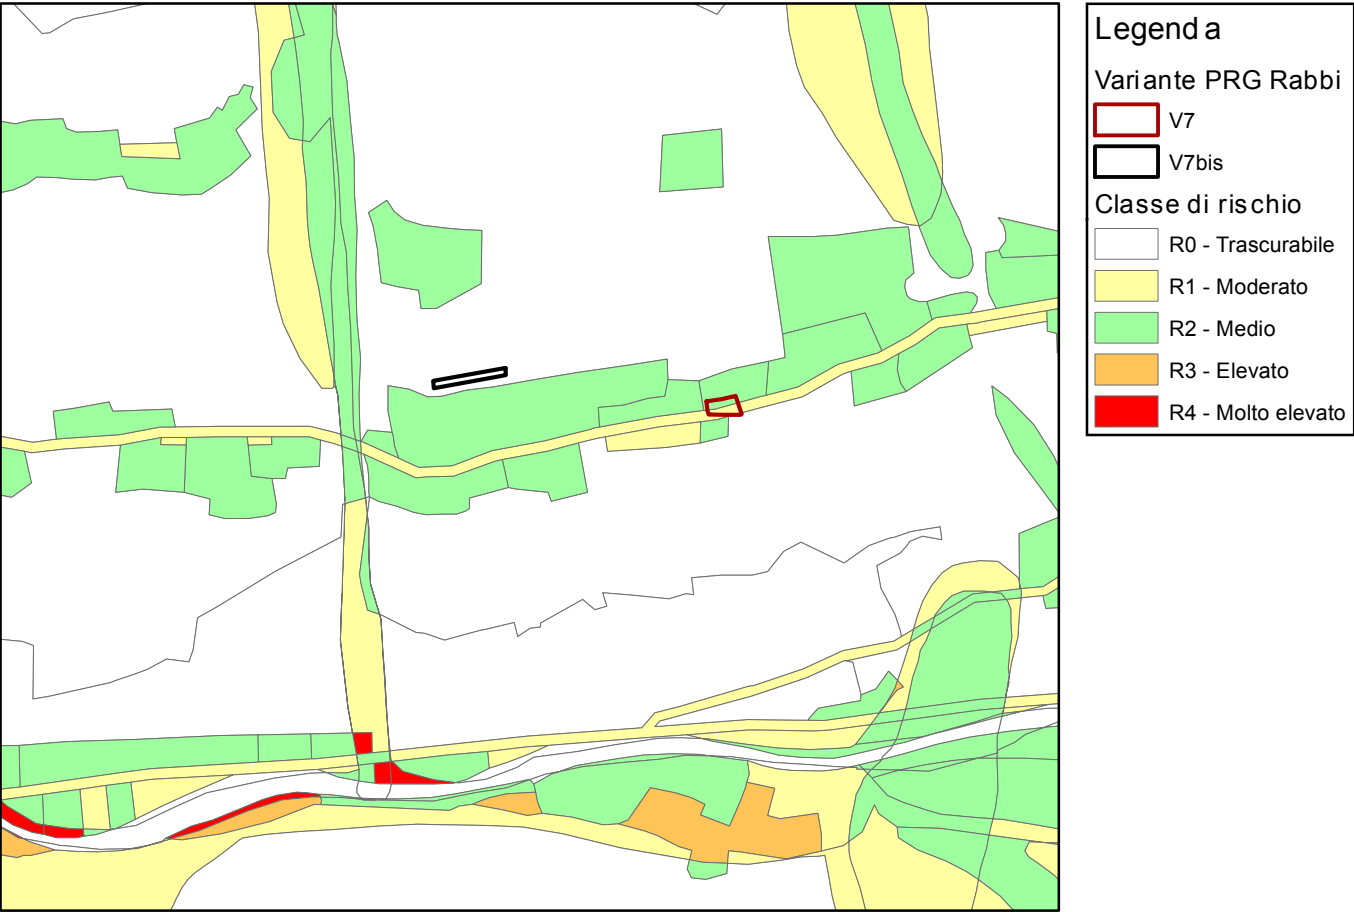 Legenda
Variante PRG Rabbi
V7
V7bis
Classe di rischio
R0 - Trascurabile
R1 - Moderato
R2 - Medio
R3 - Elevato
R4 - Molto elevato